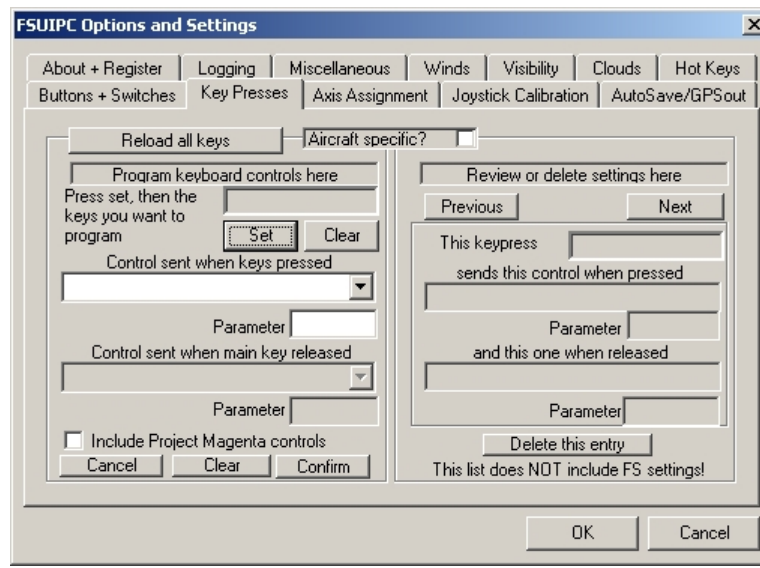 FSUIPC Options and Settings
About + Register
Logging
Miscellaneous
Winds
Visibility
Clouds
Hot Keys
Buttons + Switches
Key Presses
Axis Assignment
Joystick Calibration
AutoSave/GPSout
Reload all keys
Aircraft specific?
Program keyboard controls here
Press set, then the
keys you want to
program
Set
Clear
Control sent when keys pressed
Parameter
Control sent when main key released
Parameter
Include Project Magenta controls
Cancel
Clear
Confirm
Review or delete settings here
Previous
Next
This keypress
sends this control when pressed
Parameter
and this one when released
Parameter
Delete this entry
This list does NOT include FS settings!
OK
Cancel